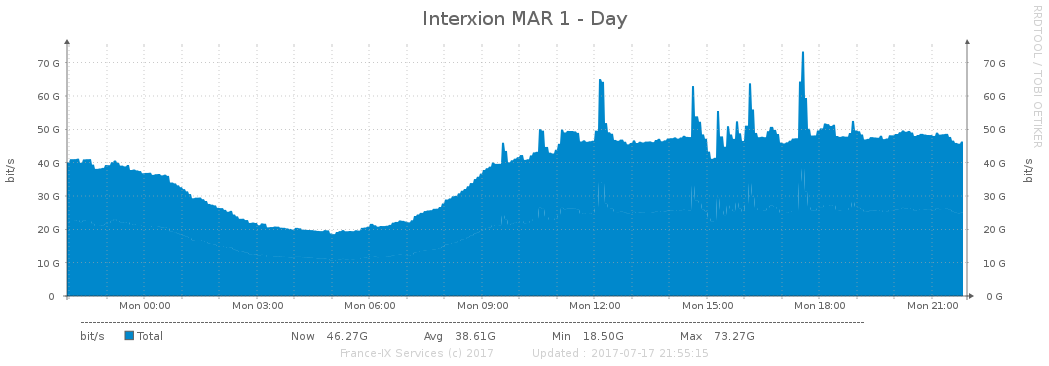 Interxion MAR 1 - Day
RRDTOOL / TOBI OETIKER
bit/s
70 G 70 G
60 G 60 G
50 G 50 G
40 G 40 G
30 G 30 G
20 G 20 G
10 G 10 G
0 0 G
bit/s
Mon 00:00 Mon 03:00 Mon 06:00 Mon 09:00 Mon 12:00 Mon 15:00 Mon 18:00 Mon 21:00
bit/s Total Now 46.27G Avg 38.61G Min 18.50G Max 73.27G
France-IX Services (c) 2017 Updated : 2017-07-17 21:55:15